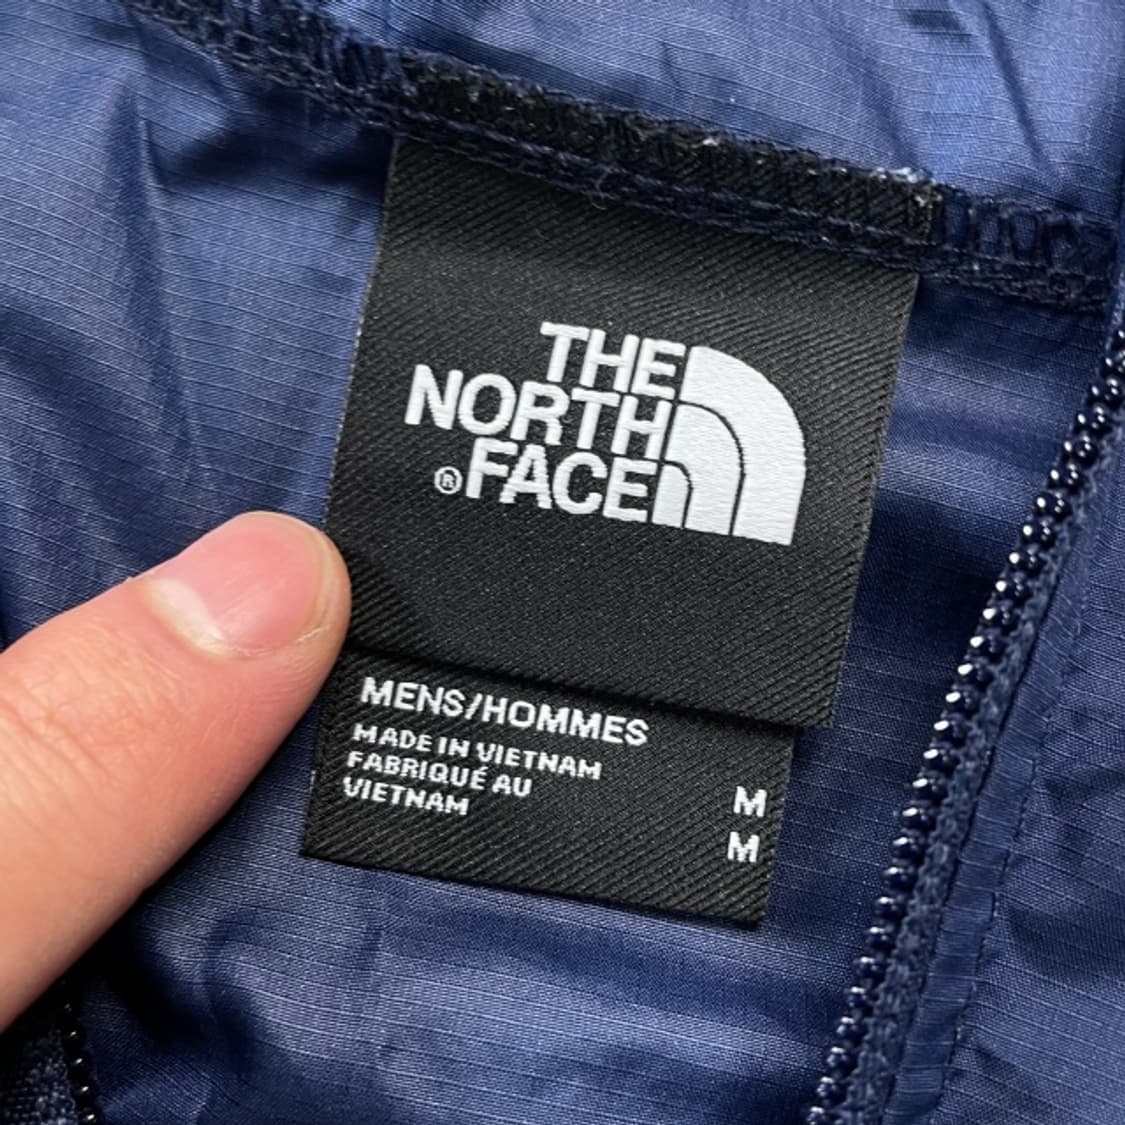 THE
NORTH
®FACE
MENS/HOMMES
MADE IN VIETNAM
FABRIQUÉ AU
VIETNAM
M
M